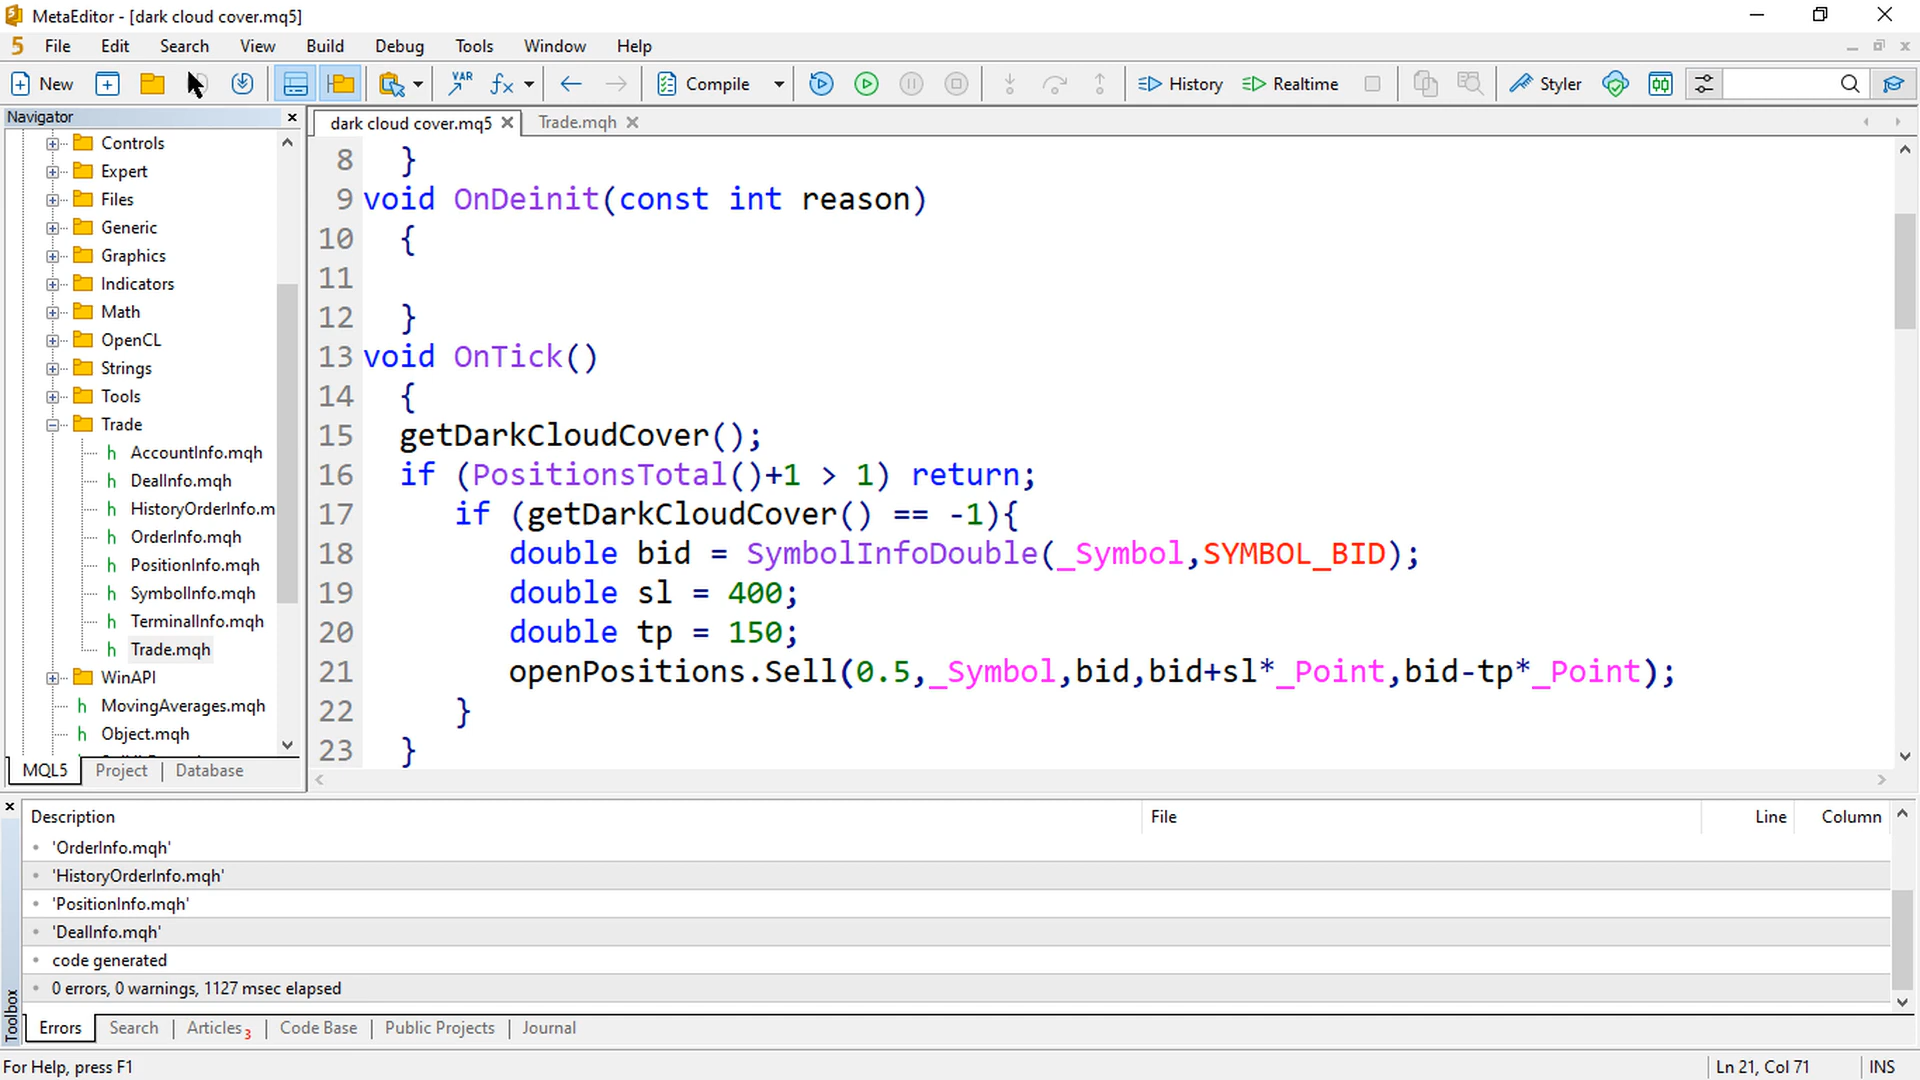 MetaEditor - [dark cloud cover.mq5]
5 File Edit Search View Build Debug Tools Window Help
New VAR fx Compile History Realtime Styler
Navigator
dark cloud cover.mq5 Trade.mqh
Controls
Expert
Files
Generic
Graphics
Indicators
Math
OpenCL
Strings
Tools
Trade
h AccountInfo.mqh
h DealInfo.mqh
h HistoryOrderInfo.m
h OrderInfo.mqh
h PositionInfo.mqh
h SymbolInfo.mqh
h TerminalInfo.mqh
h Trade.mqh
WinAPI
h MovingAverages.mqh
h Object.mqh
MQL5 Project Database
8 }
9 void OnDeinit(const int reason)
10 {
11
12 }
13 void OnTick()
14 {
15 getDarkCloudCover();
16 if (PositionsTotal()+1 > 1) return;
17 if (getDarkCloudCover() == -1){
18 double bid = SymbolInfoDouble(_Symbol,SYMBOL_BID);
19 double sl = 400;
20 double tp = 150;
21 openPositions.Sell(0.5,_Symbol,bid,bid+sl*_Point,bid-tp*_Point);
22 }
23 }
Description File Line Column
'OrderInfo.mqh'
'HistoryOrderInfo.mqh'
'PositionInfo.mqh'
'DealInfo.mqh'
code generated
0 errors, 0 warnings, 1127 msec elapsed
Toolbox
Errors Search Articles 3 Code Base Public Projects Journal
For Help, press F1 Ln 21, Col 71 INS